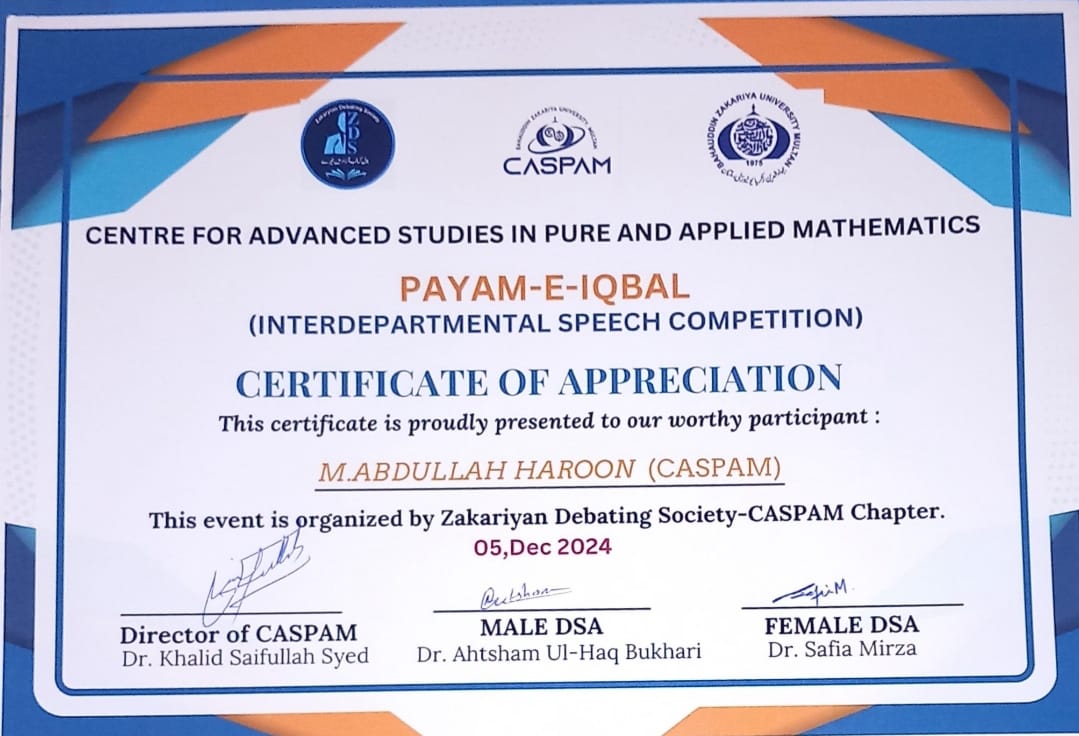 Zakariyan Debating Society
ZDS
BAHAUDDIN ZAKARIYA UNIVERSITY MULTAN
CASPAM
BAHAUDDIN ZAKARIYA UNIVERSITY MULTAN
1975
CENTRE FOR ADVANCED STUDIES IN PURE AND APPLIED MATHEMATICS
PAYAM-E-IQBAL
(INTERDEPARTMENTAL SPEECH COMPETITION)
CERTIFICATE OF APPRECIATION
This certificate is proudly presented to our worthy participant :
M.ABDULLAH HAROON (CASPAM)
This event is organized by Zakariyan Debating Society-CASPAM Chapter.
05,Dec 2024
Director of CASPAM
Dr. Khalid Saifullah Syed
MALE DSA
Dr. Ahtsham Ul-Haq Bukhari
FEMALE DSA
Dr. Safia Mirza